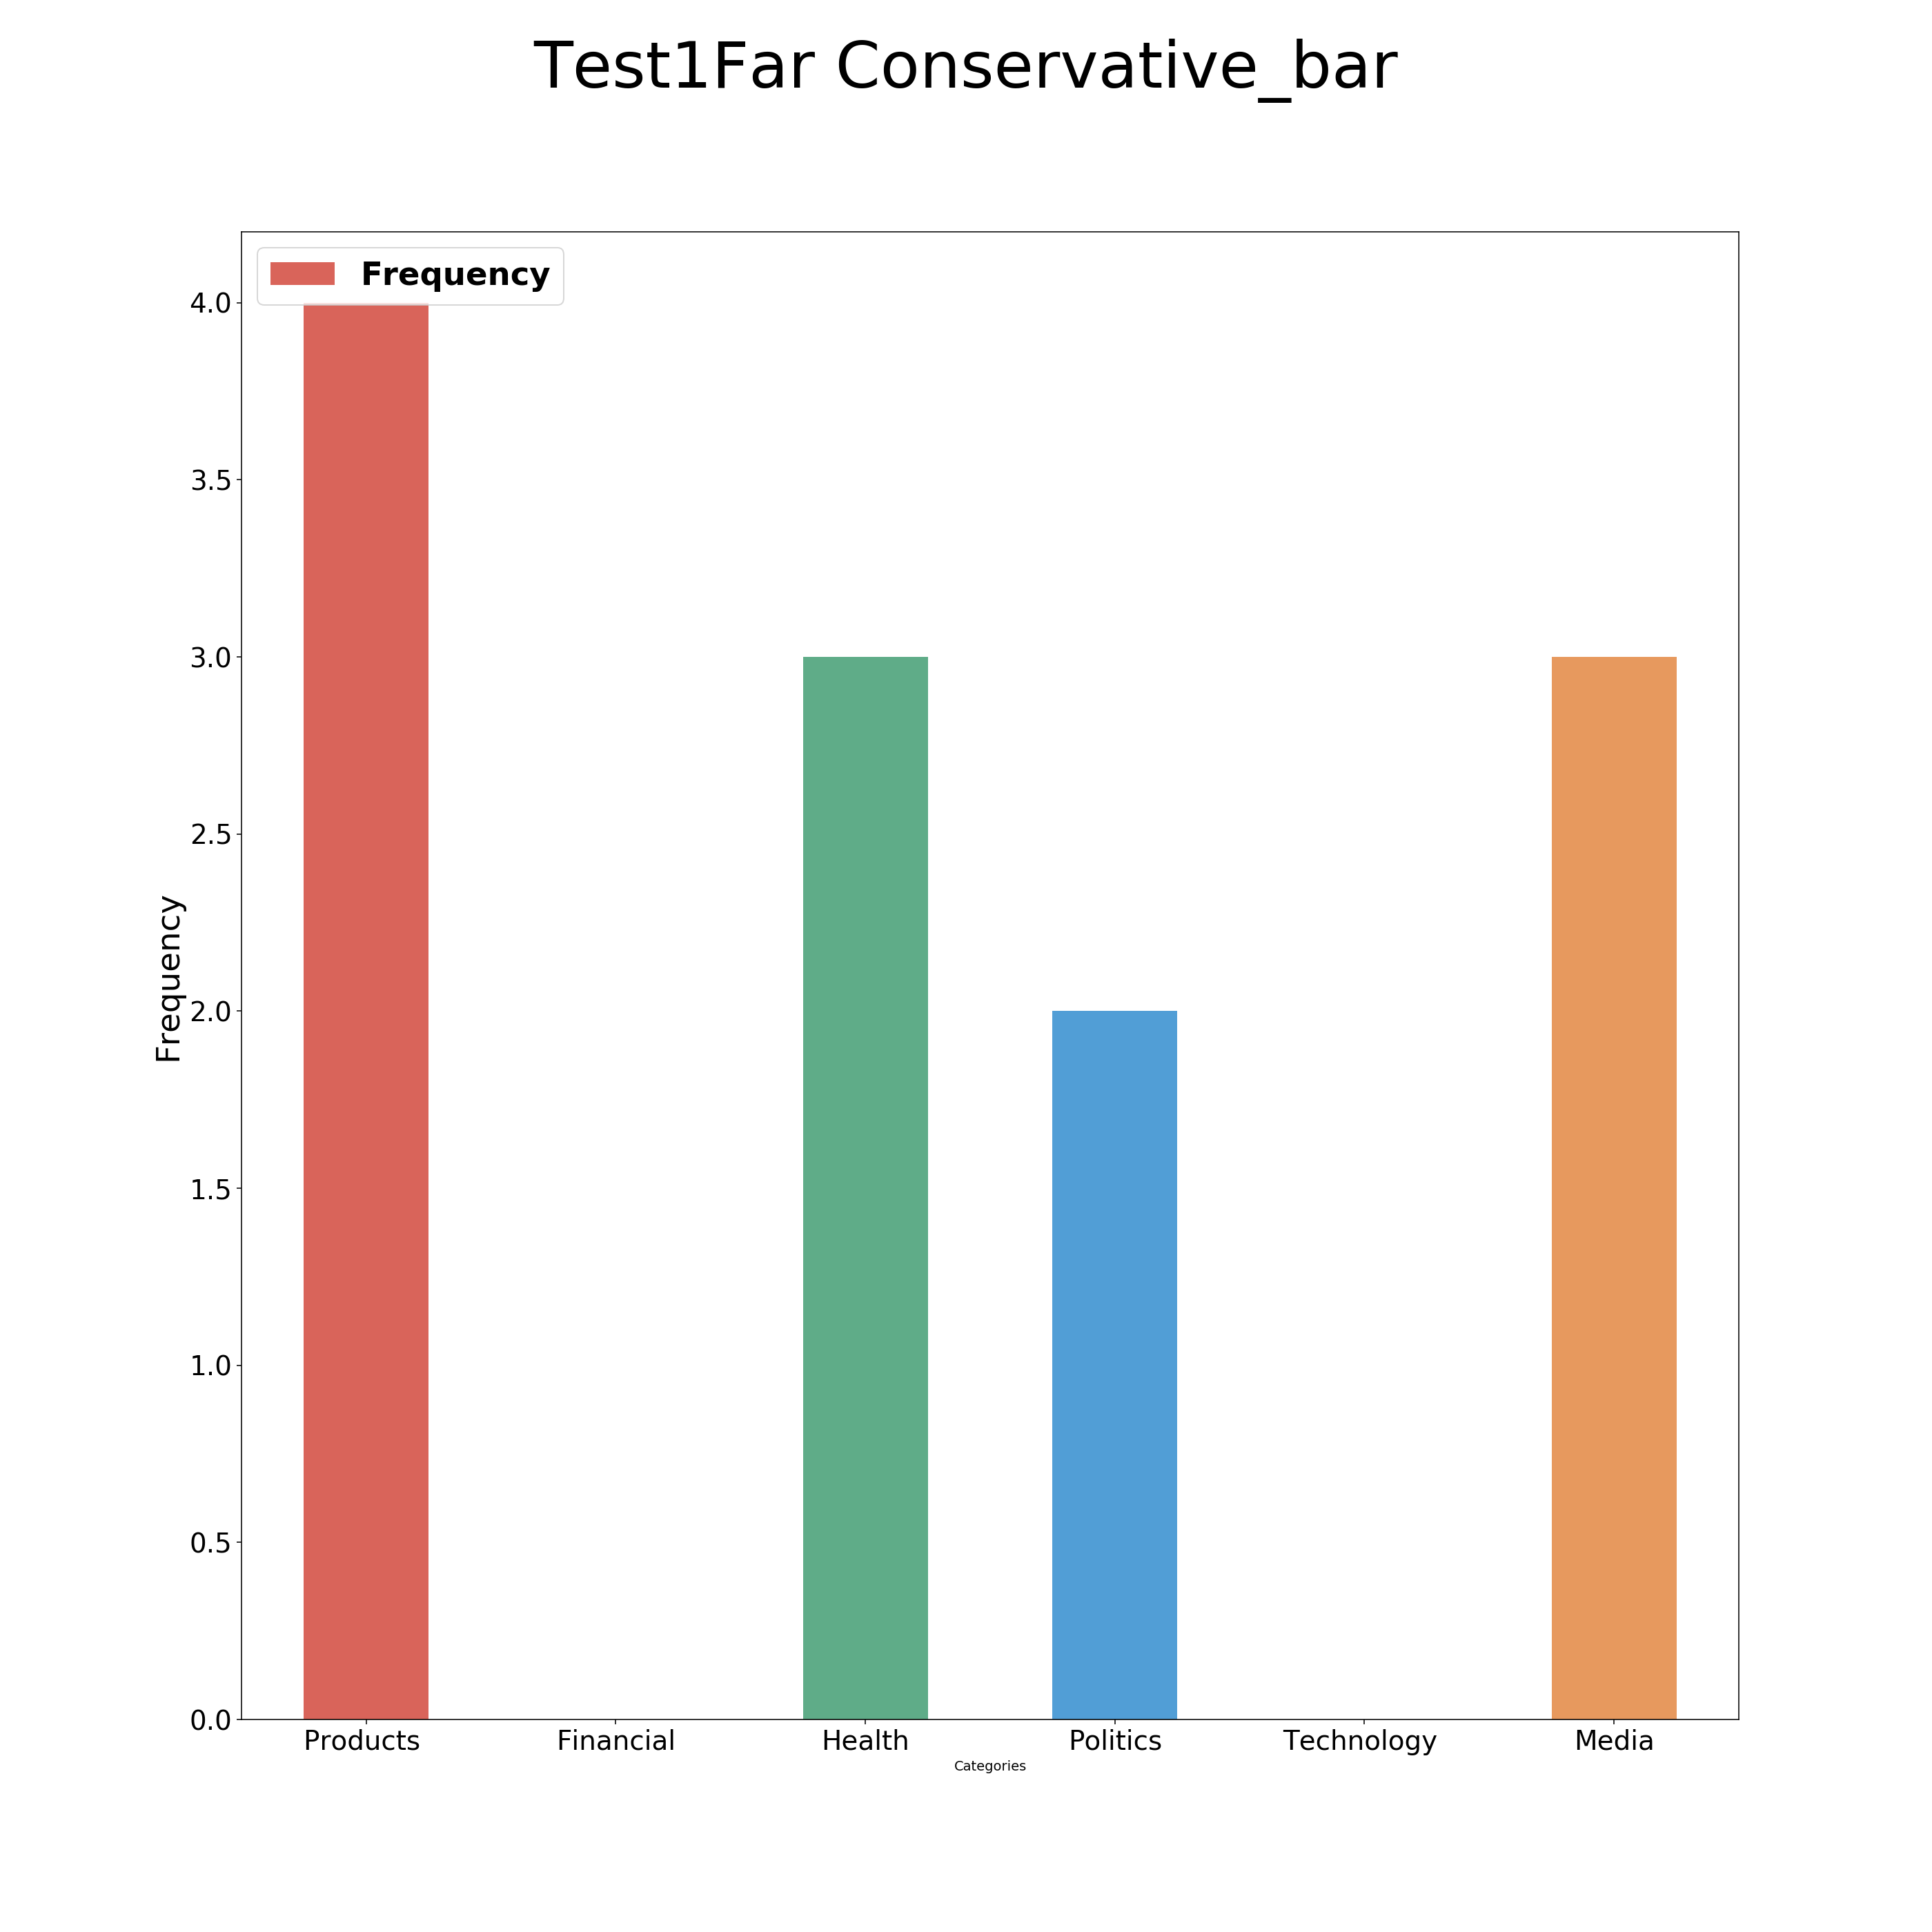 Test1Far Conservative_bar
Frequency
4.0
3.5
3.0
2.5
2.0
1.5
1.0
0.5
0.0
Frequency
Products Financial Health Politics Technology Media
Categories